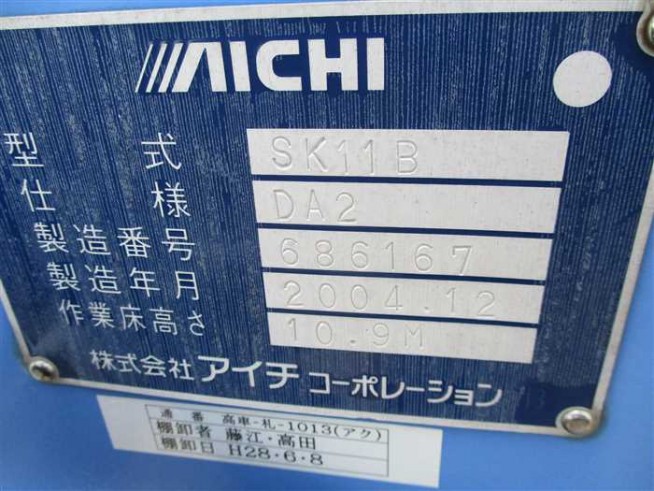 AICHI
型式 SK11B
仕様 DA2
製造番号 686167
製造年月 2004.12
作業床高さ 10.9M
株式会社 アイチ コーポレーション
通番 高車-札-1013(アク)
棚卸者 藤江・高田
棚卸日 H28・6・8